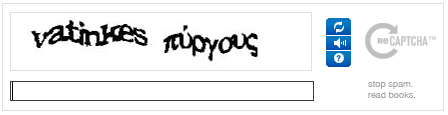 vatinkes πύργους
reCAPTCHA™
stop spam.
read books.